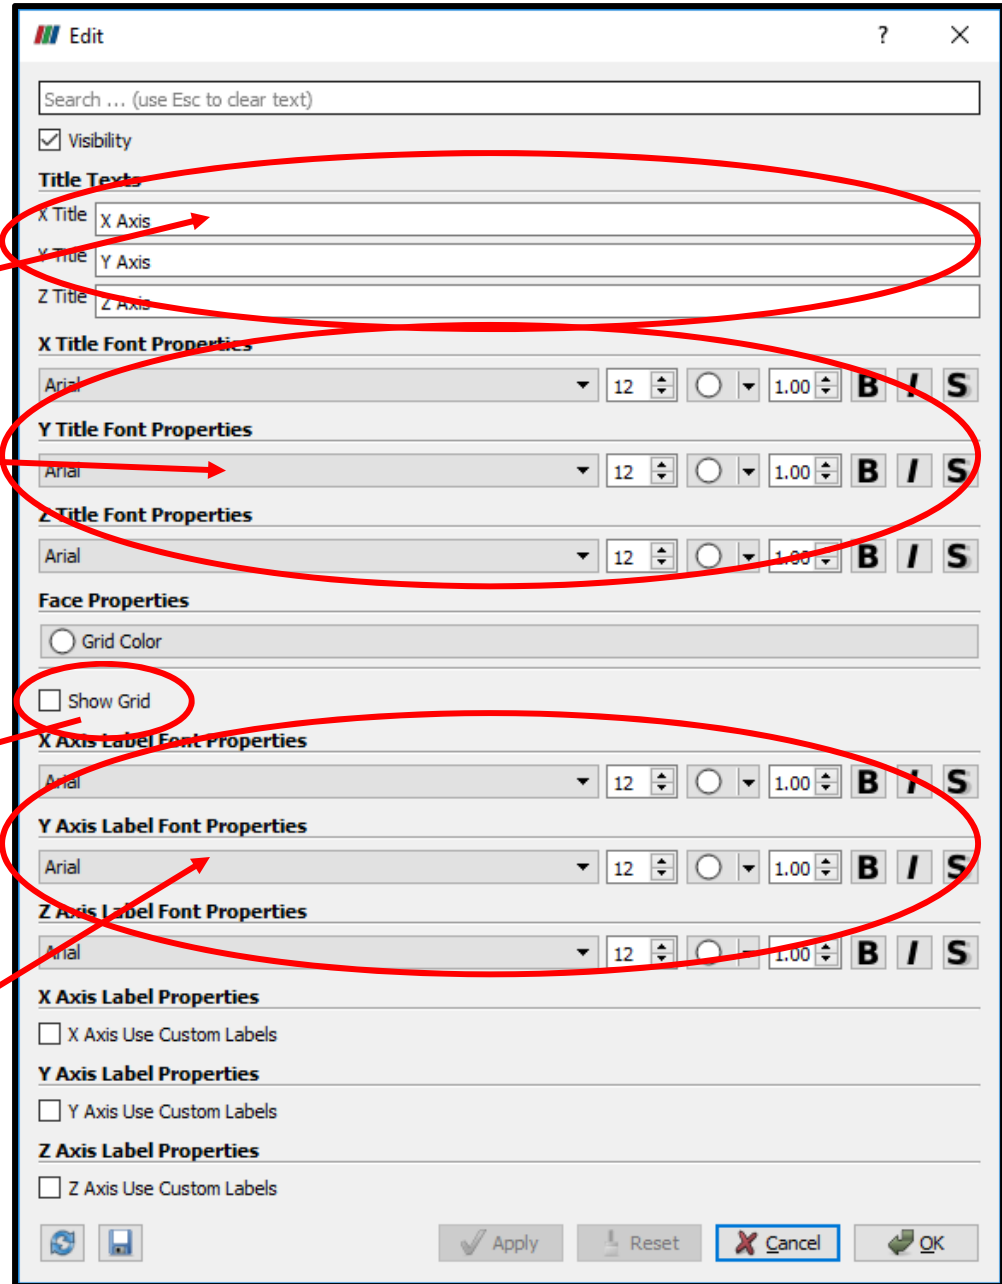 Edit ?
Search ... (use Esc to clear text)
Visibility
Title Texts
X Title X Axis
Y Title Y Axis
Z Title Z Axis
X Title Font Properties
Arial 12 1.00 B I S
Y Title Font Properties
Arial 12 1.00 B I S
Z Title Font Properties
Arial 12 1.00 B I S
Face Properties
Grid Color
Show Grid
X Axis Label Font Properties
Arial 12 1.00 B I S
Y Axis Label Font Properties
Arial 12 1.00 B I S
Z Axis Label Font Properties
Arial 12 1.00 B I S
X Axis Label Properties
X Axis Use Custom Labels
Y Axis Label Properties
Y Axis Use Custom Labels
Z Axis Label Properties
Z Axis Use Custom Labels
Apply Reset Cancel OK